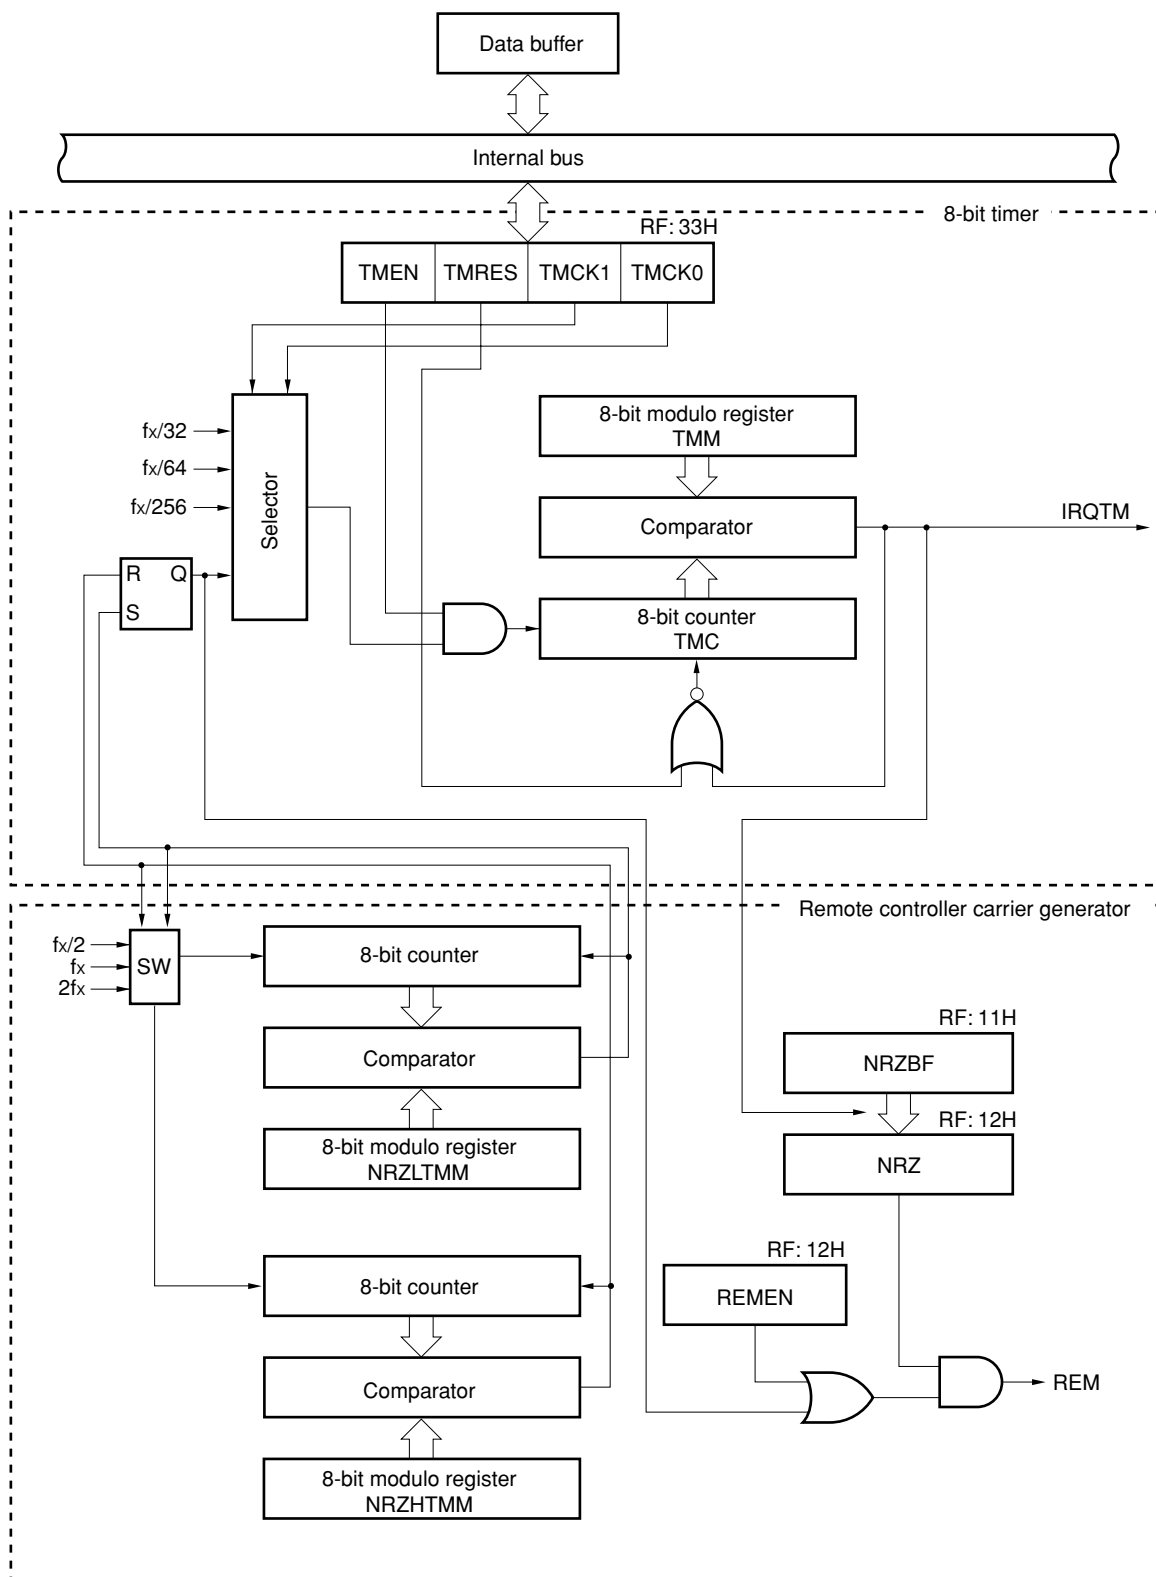 Data buffer
Internal bus
8-bit timer
RF: 33H
TMEN TMRES TMCK1 TMCK0
8-bit modulo register
TMM
fx/32
fx/64
fx/256
Selector
Comparator
IRQTM
R Q
S
8-bit counter
TMC
Remote controller carrier generator
fx/2
fx
2fx
SW
8-bit counter
Comparator
8-bit modulo register
NRZLTMM
RF: 11H
NRZBF
RF: 12H
NRZ
8-bit counter
Comparator
8-bit modulo register
NRZHTMM
RF: 12H
REMEN
REM